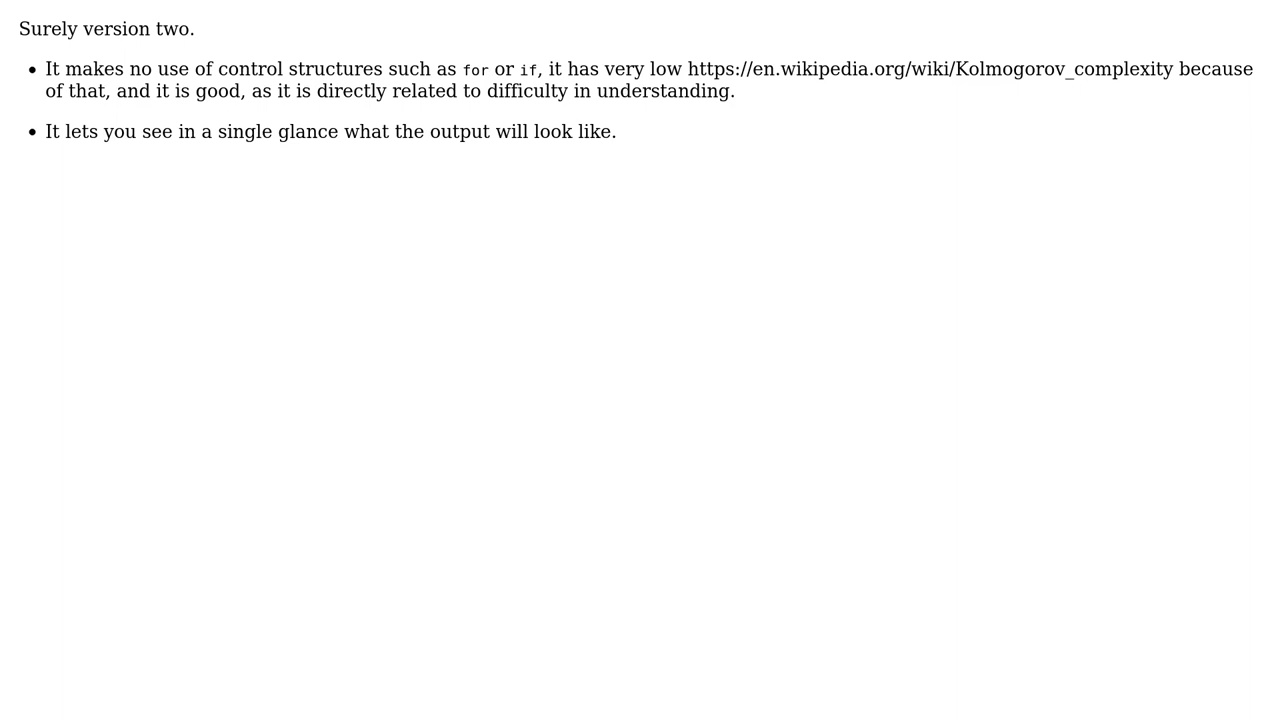 Surely version two.
• It makes no use of control structures such as for or if, it has very low https://en.wikipedia.org/wiki/Kolmogorov_complexity because
of that, and it is good, as it is directly related to difficulty in understanding.
• It lets you see in a single glance what the output will look like.